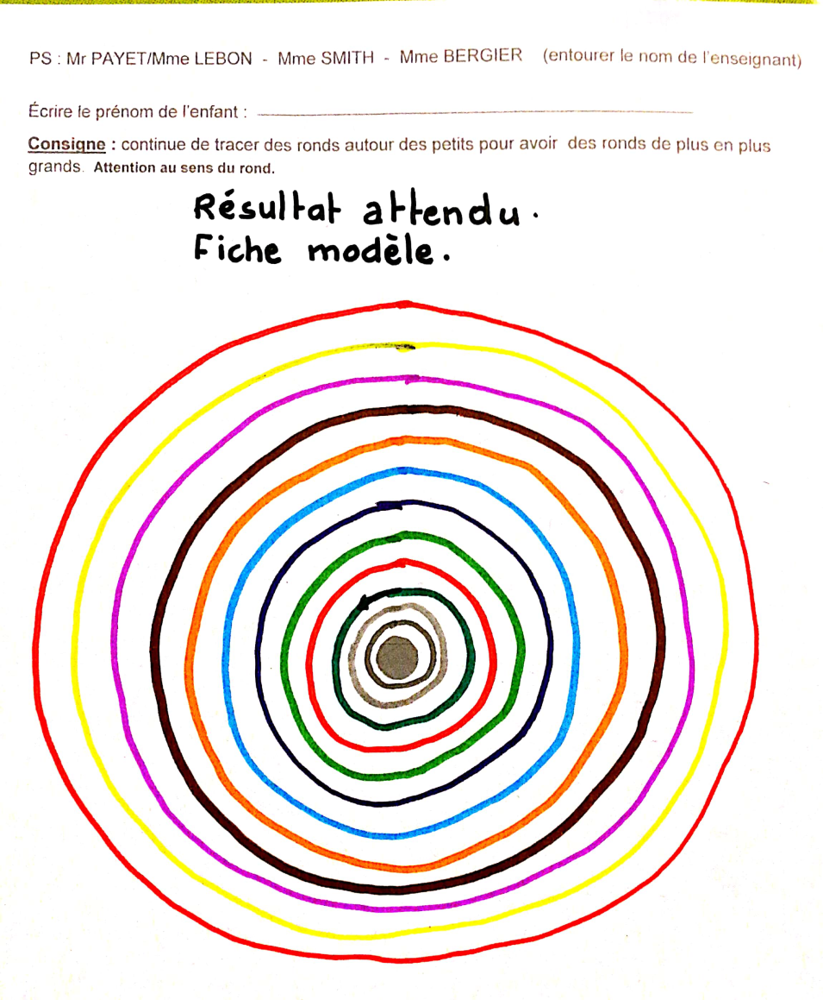 PS : Mr PAYET/Mme LEBON - Mme SMITH - Mme BERGIER (entourer le nom de l'enseignant)
Écrire le prénom de l'enfant :
Consigne : continue de tracer des ronds autour des petits pour avoir des ronds de plus en plus
grands. Attention au sens du rond.
Résultat attendu.
Fiche modèle.